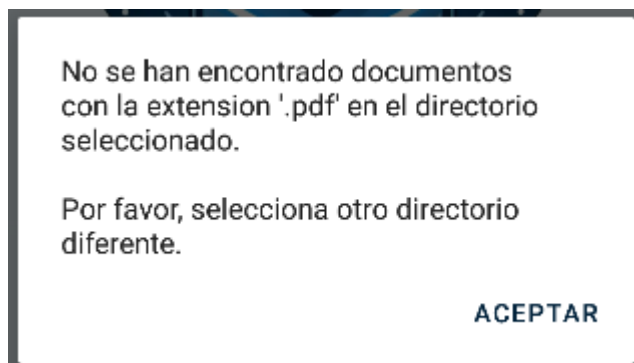 No se han encontrado documentos
con la extension '.pdf' en el directorio
seleccionado.
Por favor, selecciona otro directorio
diferente.
ACEPTAR